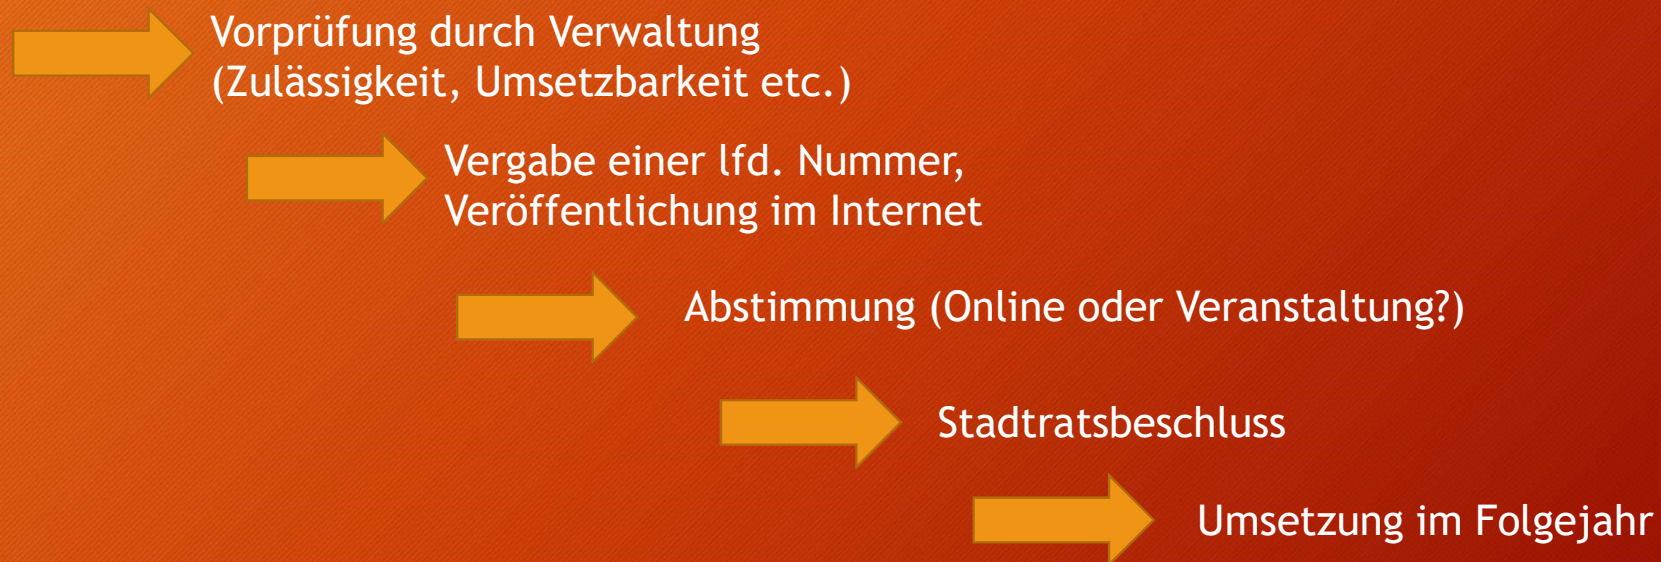 Vorprüfung durch Verwaltung
(Zulässigkeit, Umsetzbarkeit etc.)
Vergabe einer lfd. Nummer,
Veröffentlichung im Internet
Abstimmung (Online oder Veranstaltung?)
Stadtratsbeschluss
Umsetzung im Folgejahr